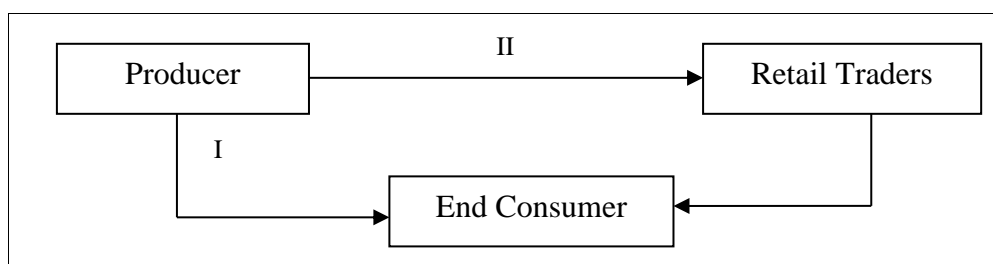 II
Producer
Retail Traders
I
End Consumer